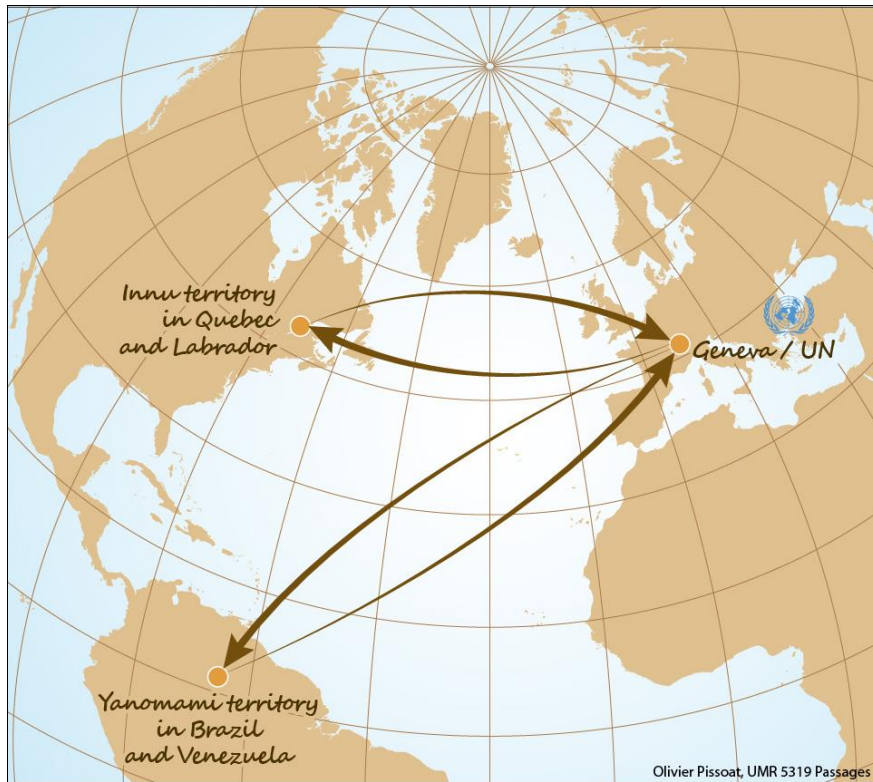 Innu territory
in Quebec
and Labrador
Geneva / UN
Yanomami territory
in Brazil
and Venezuela
Olivier Pissoat, UMR 5319 Passages